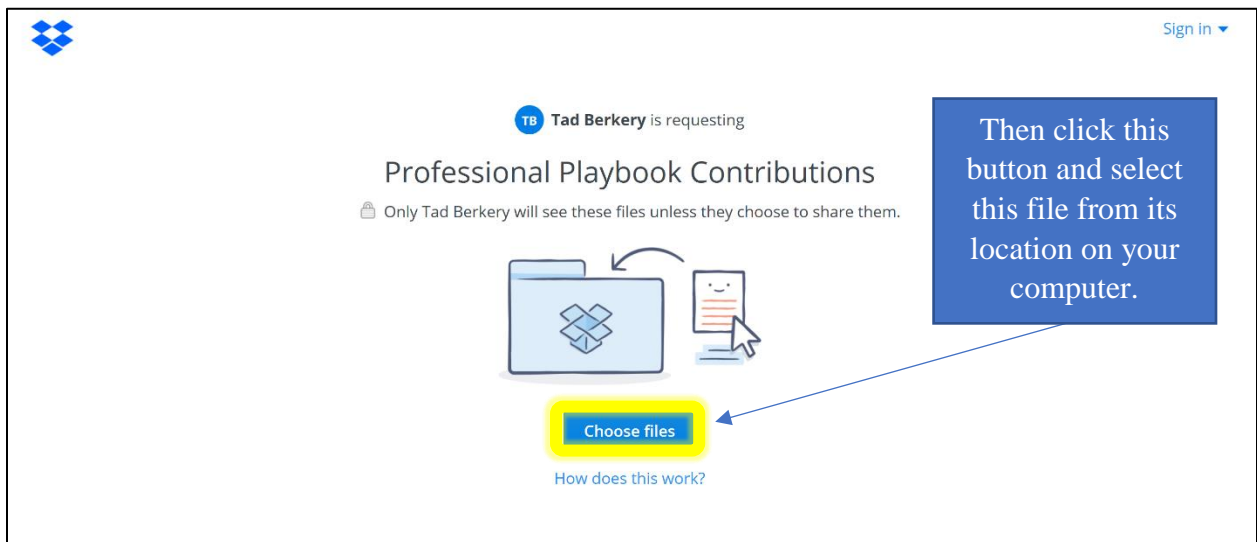 Sign in
TB Tad Berkery is requesting
Professional Playbook Contributions
Only Tad Berkery will see these files unless they choose to share them.
Then click this
button and select
this file from its
location on your
computer.
Choose files
How does this work?